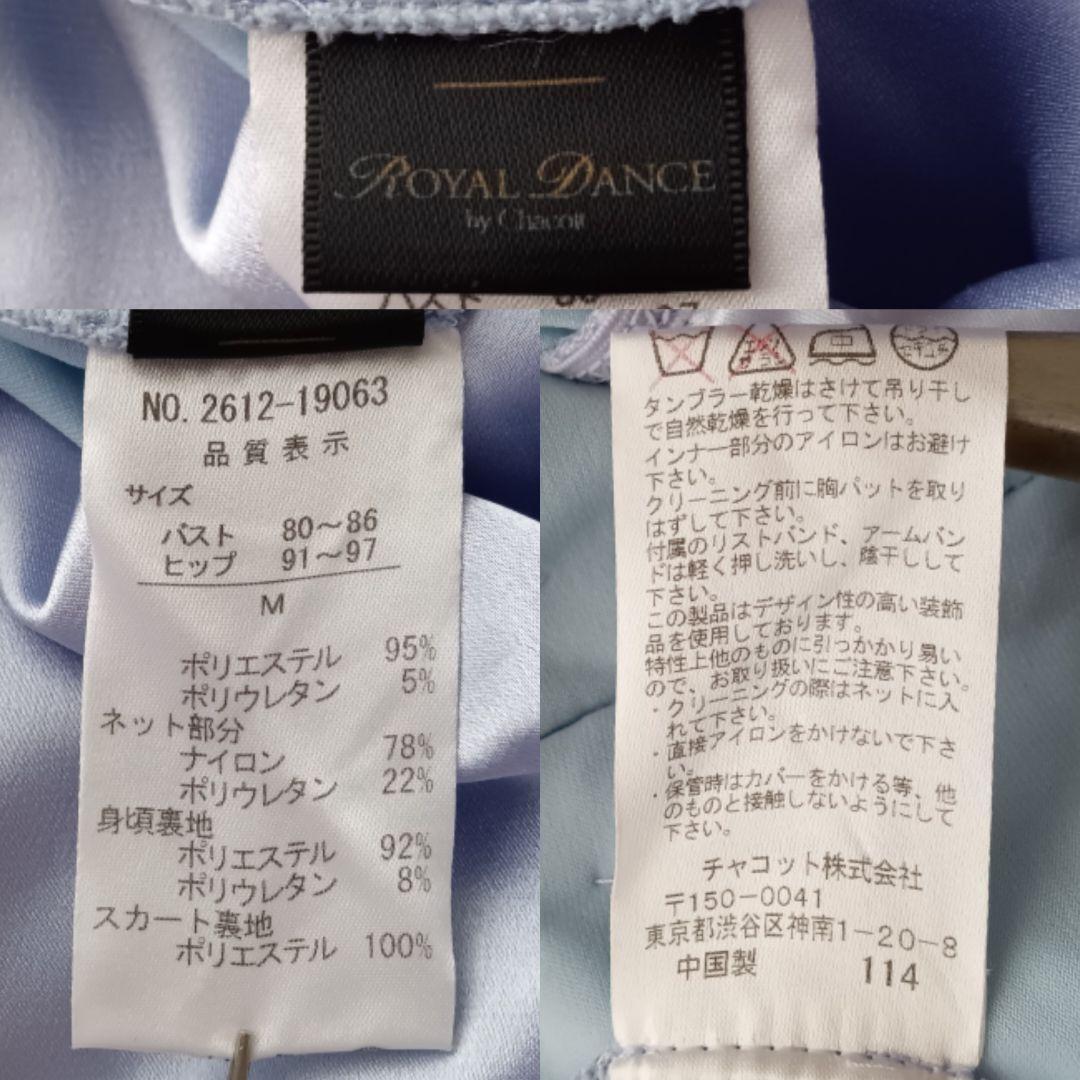 ROYAL DANCE
by Chacott
バスト
NO. 2612-19063
品質表示
サイズ
バスト 80～86
ヒップ 91～97
M
ポリエステル 95%
ポリウレタン 5%
ネット部分
ナイロン 78%
ポリウレタン 22%
身頃裏地
ポリエステル 92%
ポリウレタン 8%
スカート裏地
ポリエステル 100%
タンブラー乾燥はさけて吊り干し
で自然乾燥を行って下さい。
インナー部分のアイロンはお避け
下さい。
クリーニング前に胸パットを取り
はずして下さい。
付属のリストバンド、アームバン
ドは軽く押し洗いし、陰干しして
下さい。
この製品はデザイン性の高い装飾
品を使用しております。
特性上他のものに引っかかり易い
ので、お取り扱いにご注意下さい。
・クリーニングの際はネットに入
れて下さい。
・直接アイロンをかけないで下さ
い。
・保管時はカバーをかける等、他
のものと接触しないようにして
下さい。
チャコット株式会社
〒150-0041
東京都渋谷区神南1-20-8
中国製 114